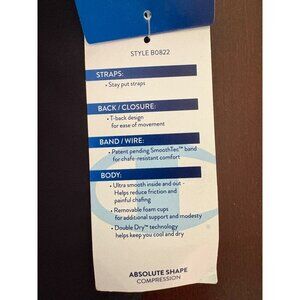 STYLE B0822
STRAPS:
• Stay put straps
BACK / CLOSURE:
• T-back design
for ease of movement
BAND / WIRE:
• Patent pending SmoothTec™ band
for chafe-resistant comfort
BODY:
• Ultra smooth inside and out -
Helps reduce friction and
painful chafing
• Removable foam cups
for additional support and modesty
• Double Dry™ technology
helps keep you cool and dry
ABSOLUTE SHAPE
COMPRESSION